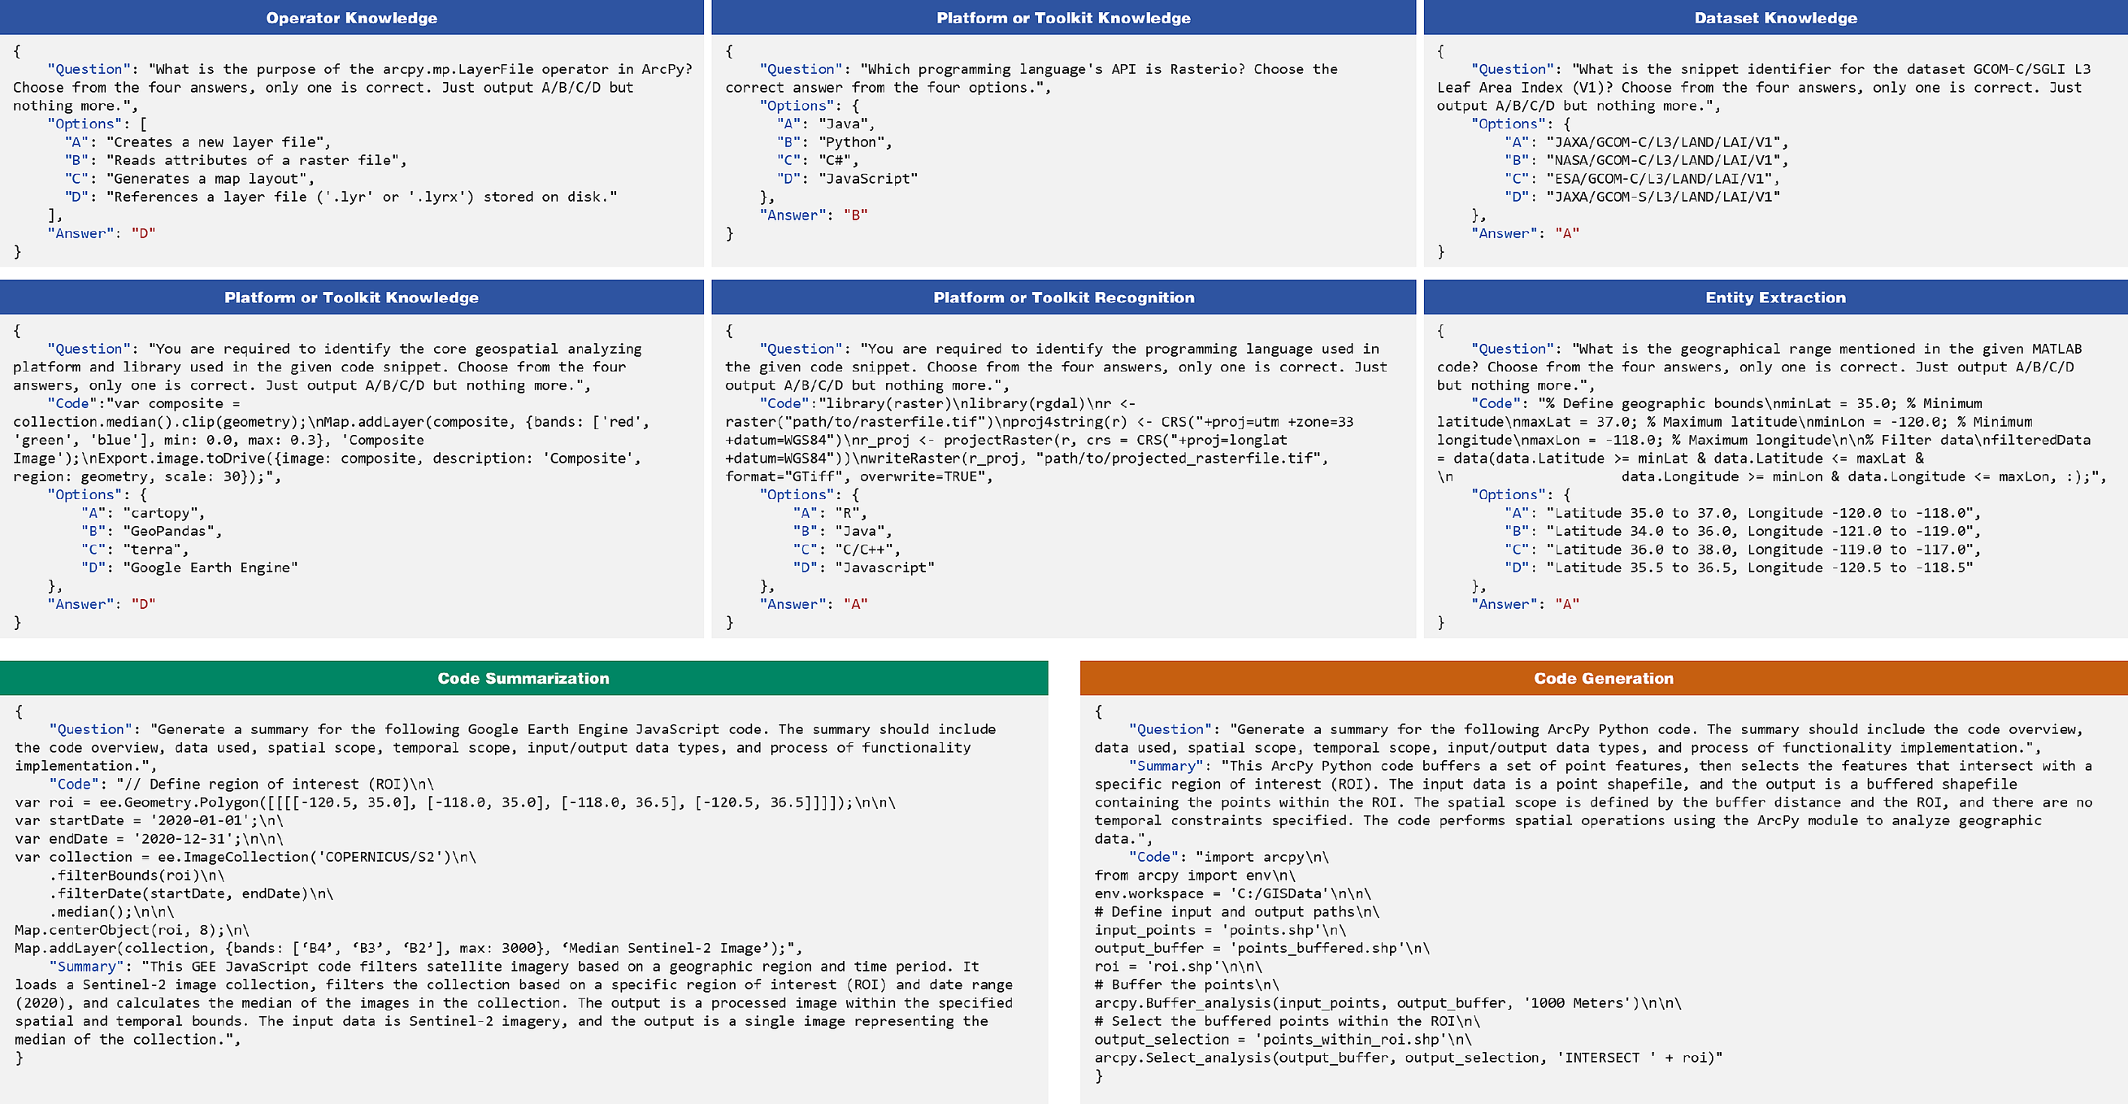 Operator Knowledge
{
    "Question": "What is the purpose of the arcpy.mp.LayerFile operator in ArcPy?
Choose from the four answers, only one is correct. Just output A/B/C/D but
nothing more.",
    "Options": [
      "A": "Creates a new layer file",
      "B": "Reads attributes of a raster file",
      "C": "Generates a map layout",
      "D": "References a layer file ('.lyr' or '.lyrx') stored on disk."
    ],
    "Answer": "D"
}
Platform or Toolkit Knowledge
{
    "Question": "Which programming language's API is Rasterio? Choose the
correct answer from the four options.",
    "Options": {
      "A": "Java",
      "B": "Python",
      "C": "C#",
      "D": "JavaScript"
    },
    "Answer": "B"
}
Dataset Knowledge
{
    "Question": "What is the snippet identifier for the dataset GCOM-C/SGLI L3
Leaf Area Index (V1)? Choose from the four answers, only one is correct. Just
output A/B/C/D but nothing more.",
    "Options": {
        "A": "JAXA/GCOM-C/L3/LAND/LAI/V1",
        "B": "NASA/GCOM-C/L3/LAND/LAI/V1",
        "C": "ESA/GCOM-C/L3/LAND/LAI/V1",
        "D": "JAXA/GCOM-S/L3/LAND/LAI/V1"
    },
    "Answer": "A"
}
Platform or Toolkit Knowledge
{
    "Question": "You are required to identify the core geospatial analyzing
platform and library used in the given code snippet. Choose from the four
answers, only one is correct. Just output A/B/C/D but nothing more.",
    "Code":"var composite =
collection.median().clip(geometry);\nMap.addLayer(composite, {bands: ['red',
'green', 'blue'], min: 0.0, max: 0.3}, 'Composite
Image');\nExport.image.toDrive({image: composite, description: 'Composite',
region: geometry, scale: 30});",
    "Options": {
        "A": "cartopy",
        "B": "GeoPandas",
        "C": "terra",
        "D": "Google Earth Engine"
    },
    "Answer": "D"
}
Platform or Toolkit Recognition
{
    "Question": "You are required to identify the programming language used in
the given code snippet. Choose from the four answers, only one is correct. Just
output A/B/C/D but nothing more.",
    "Code":"library(raster)\nlibrary(rgdal)\nr <-
raster("path/to/rasterfile.tif")\nproj4string(r) <- CRS("+proj=utm +zone=33
+datum=WGS84")\nr_proj <- projectRaster(r, crs = CRS("+proj=longlat
+datum=WGS84"))\nwriteRaster(r_proj, "path/to/projected_rasterfile.tif",
format="GTiff", overwrite=TRUE",
    "Options": {
        "A": "R",
        "B": "Java",
        "C": "C/C++",
        "D": "Javascript"
    },
    "Answer": "A"
}
Entity Extraction
{
    "Question": "What is the geographical range mentioned in the given MATLAB
code? Choose from the four answers, only one is correct. Just output A/B/C/D
but nothing more.",
    "Code": "% Define geographic bounds\nminLat = 35.0; % Minimum
latitude\nmaxLat = 37.0; % Maximum latitude\nminLon = -120.0; % Minimum
longitude\nmaxLon = -118.0; % Maximum longitude\n\n% Filter data\nfilteredData
= data(data.Latitude >= minLat & data.Latitude <= maxLat &
\n                    data.Longitude >= minLon & data.Longitude <= maxLon, :);",
    "Options": {
        "A": "Latitude 35.0 to 37.0, Longitude -120.0 to -118.0",
        "B": "Latitude 34.0 to 36.0, Longitude -121.0 to -119.0",
        "C": "Latitude 36.0 to 38.0, Longitude -119.0 to -117.0",
        "D": "Latitude 35.5 to 36.5, Longitude -120.5 to -118.5"
    },
    "Answer": "A"
}
Code Summarization
{
    "Question": "Generate a summary for the following Google Earth Engine JavaScript code. The summary should include
the code overview, data used, spatial scope, temporal scope, input/output data types, and process of functionality
implementation.",
    "Code": "// Define region of interest (ROI)\n\
var roi = ee.Geometry.Polygon([[[[-120.5, 35.0], [-118.0, 35.0], [-118.0, 36.5], [-120.5, 36.5]]]]);\n\n\
var startDate = '2020-01-01';\n\
var endDate = '2020-12-31';\n\n\
var collection = ee.ImageCollection('COPERNICUS/S2')\n\
    .filterBounds(roi)\n\
    .filterDate(startDate, endDate)\n\
    .median();\n\n\
Map.centerObject(roi, 8);\n\
Map.addLayer(collection, {bands: [‘B4’, ‘B3’, ‘B2’], max: 3000}, ‘Median Sentinel-2 Image’);",
    "Summary": "This GEE JavaScript code filters satellite imagery based on a geographic region and time period. It
loads a Sentinel-2 image collection, filters the collection based on a specific region of interest (ROI) and date range
(2020), and calculates the median of the images in the collection. The output is a processed image within the specified
spatial and temporal bounds. The input data is Sentinel-2 imagery, and the output is a single image representing the
median of the collection.",
}
Code Generation
{
    "Question": "Generate a summary for the following ArcPy Python code. The summary should include the code overview,
data used, spatial scope, temporal scope, input/output data types, and process of functionality implementation.",
    "Summary": "This ArcPy Python code buffers a set of point features, then selects the features that intersect with a
specific region of interest (ROI). The input data is a point shapefile, and the output is a buffered shapefile
containing the points within the ROI. The spatial scope is defined by the buffer distance and the ROI, and there are no
temporal constraints specified. The code performs spatial operations using the ArcPy module to analyze geographic
data.",
    "Code": "import arcpy\n\
from arcpy import env\n\
env.workspace = 'C:/GISData'\n\n\
# Define input and output paths\n\
input_points = 'points.shp'\n\
output_buffer = 'points_buffered.shp'\n\
roi = 'roi.shp'\n\n\
# Buffer the points\n\
arcpy.Buffer_analysis(input_points, output_buffer, '1000 Meters')\n\n\
# Select the buffered points within the ROI\n\
output_selection = 'points_within_roi.shp'\n\
arcpy.Select_analysis(output_buffer, output_selection, 'INTERSECT ' + roi)"
}